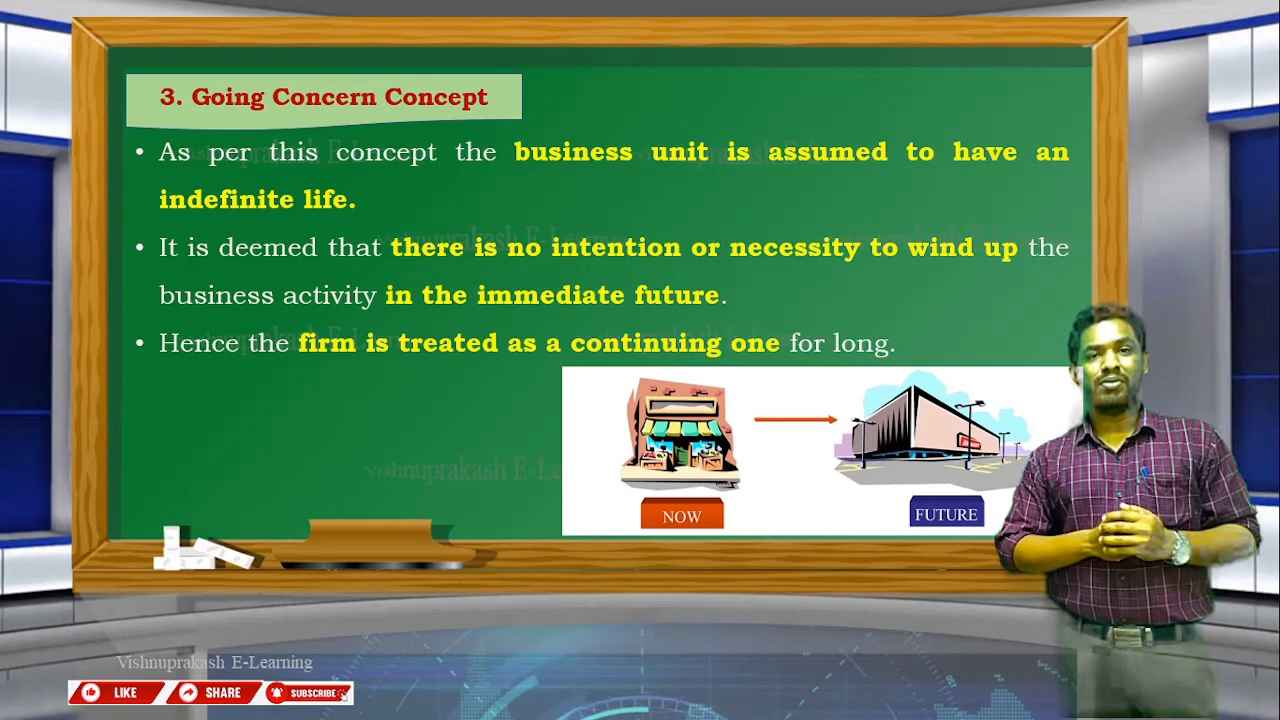 3. Going Concern Concept
• As per this concept the business unit is assumed to have an
indefinite life.
• It is deemed that there is no intention or necessity to wind up the
business activity in the immediate future.
• Hence the firm is treated as a continuing one for long.
NOW
FUTURE
Vishnuprakash E-Learning
LIKE
SHARE
SUBSCRIBE